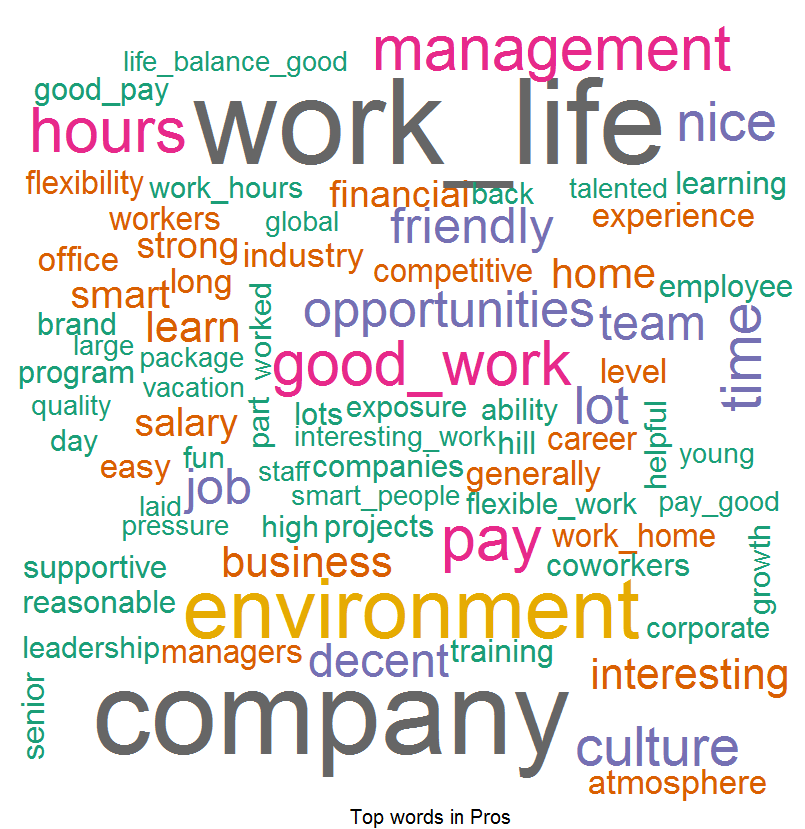 management
life_balance_good
good_pay
work_life
hours
nice
flexibility
work_hours
financial
back
talented
learning
workers
global
friendly
experience
office
strong
industry
competitive
home
employee
smart
long
opportunities
team
time
brand
learn
worked
large
package
good_work
level
program
vacation
quality
salary
part
lots
exposure
ability
lot
helpful
day
interesting_work
hill
career
young
easy
fun
staff
companies
generally
job
smart_people
flexible_work
pay_good
laid
pressure
high
projects
pay
work_home
growth
supportive
business
coworkers
reasonable
environment
corporate
leadership
managers
decent
training
interesting
senior
company
culture
atmosphere
Top words in Pros